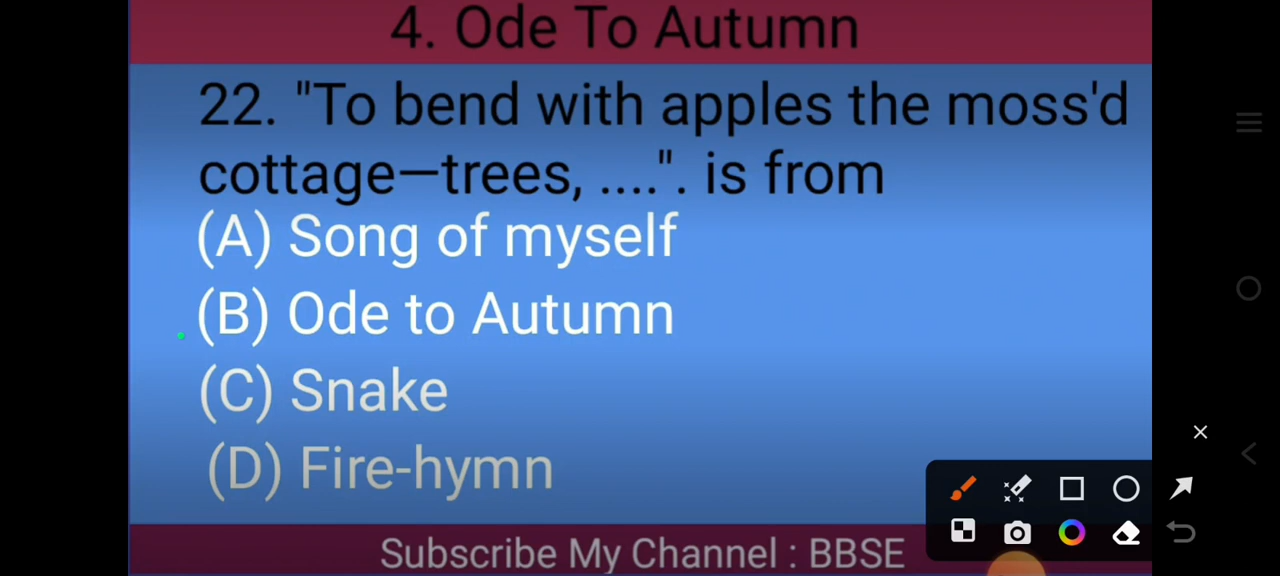 4. Ode To Autumn
22. "To bend with apples the moss'd
cottage—trees, ....". is from
(A) Song of myself
(B) Ode to Autumn
(C) Snake
(D) Fire-hymn
Subscribe My Channel : BBSE